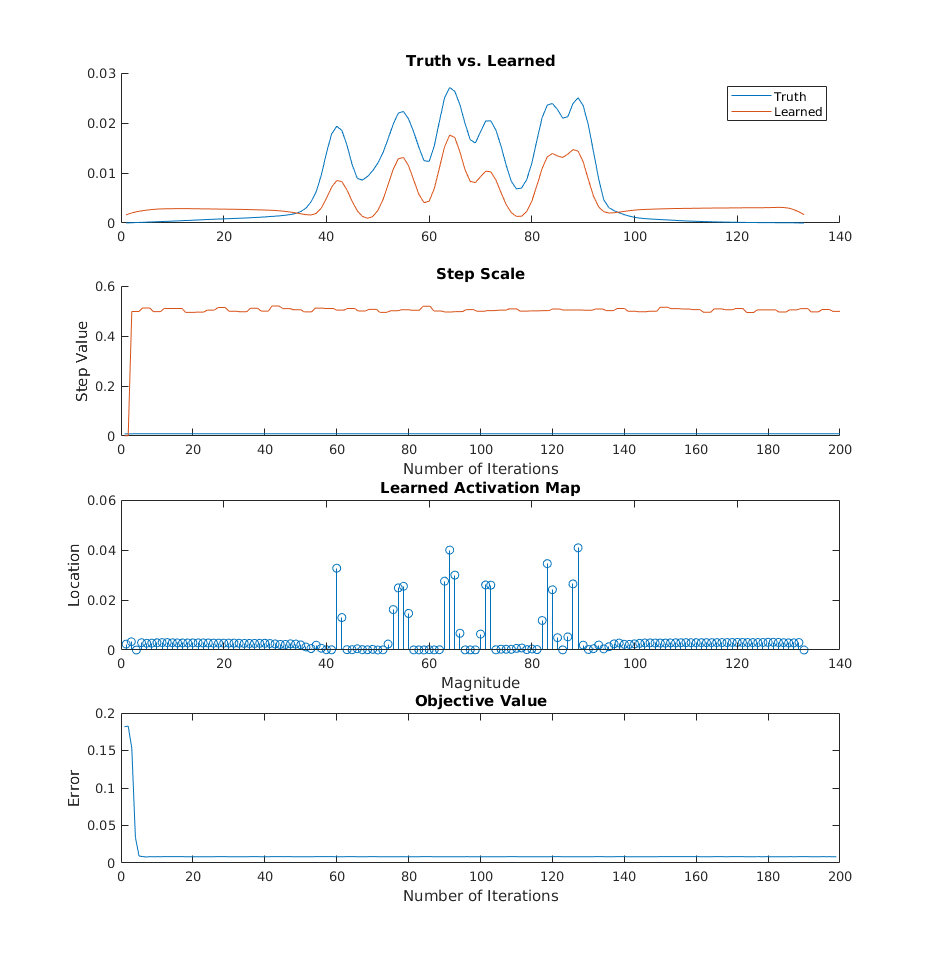 Truth vs. Learned
0.03
0.02
0.01
0
Truth
Learned
0 20 40 60 80 100 120 140
Step Scale
Step Value
0.6
0.4
0.2
0
0 20 40 60 80 100 120 140 160 180 200
Number of Iterations
Learned Activation Map
Location
0.06
0.04
0.02
0
0 20 40 60 80 100 120 140
Magnitude
Objective Value
Error
0.2
0.15
0.1
0.05
0
0 20 40 60 80 100 120 140 160 180 200
Number of Iterations